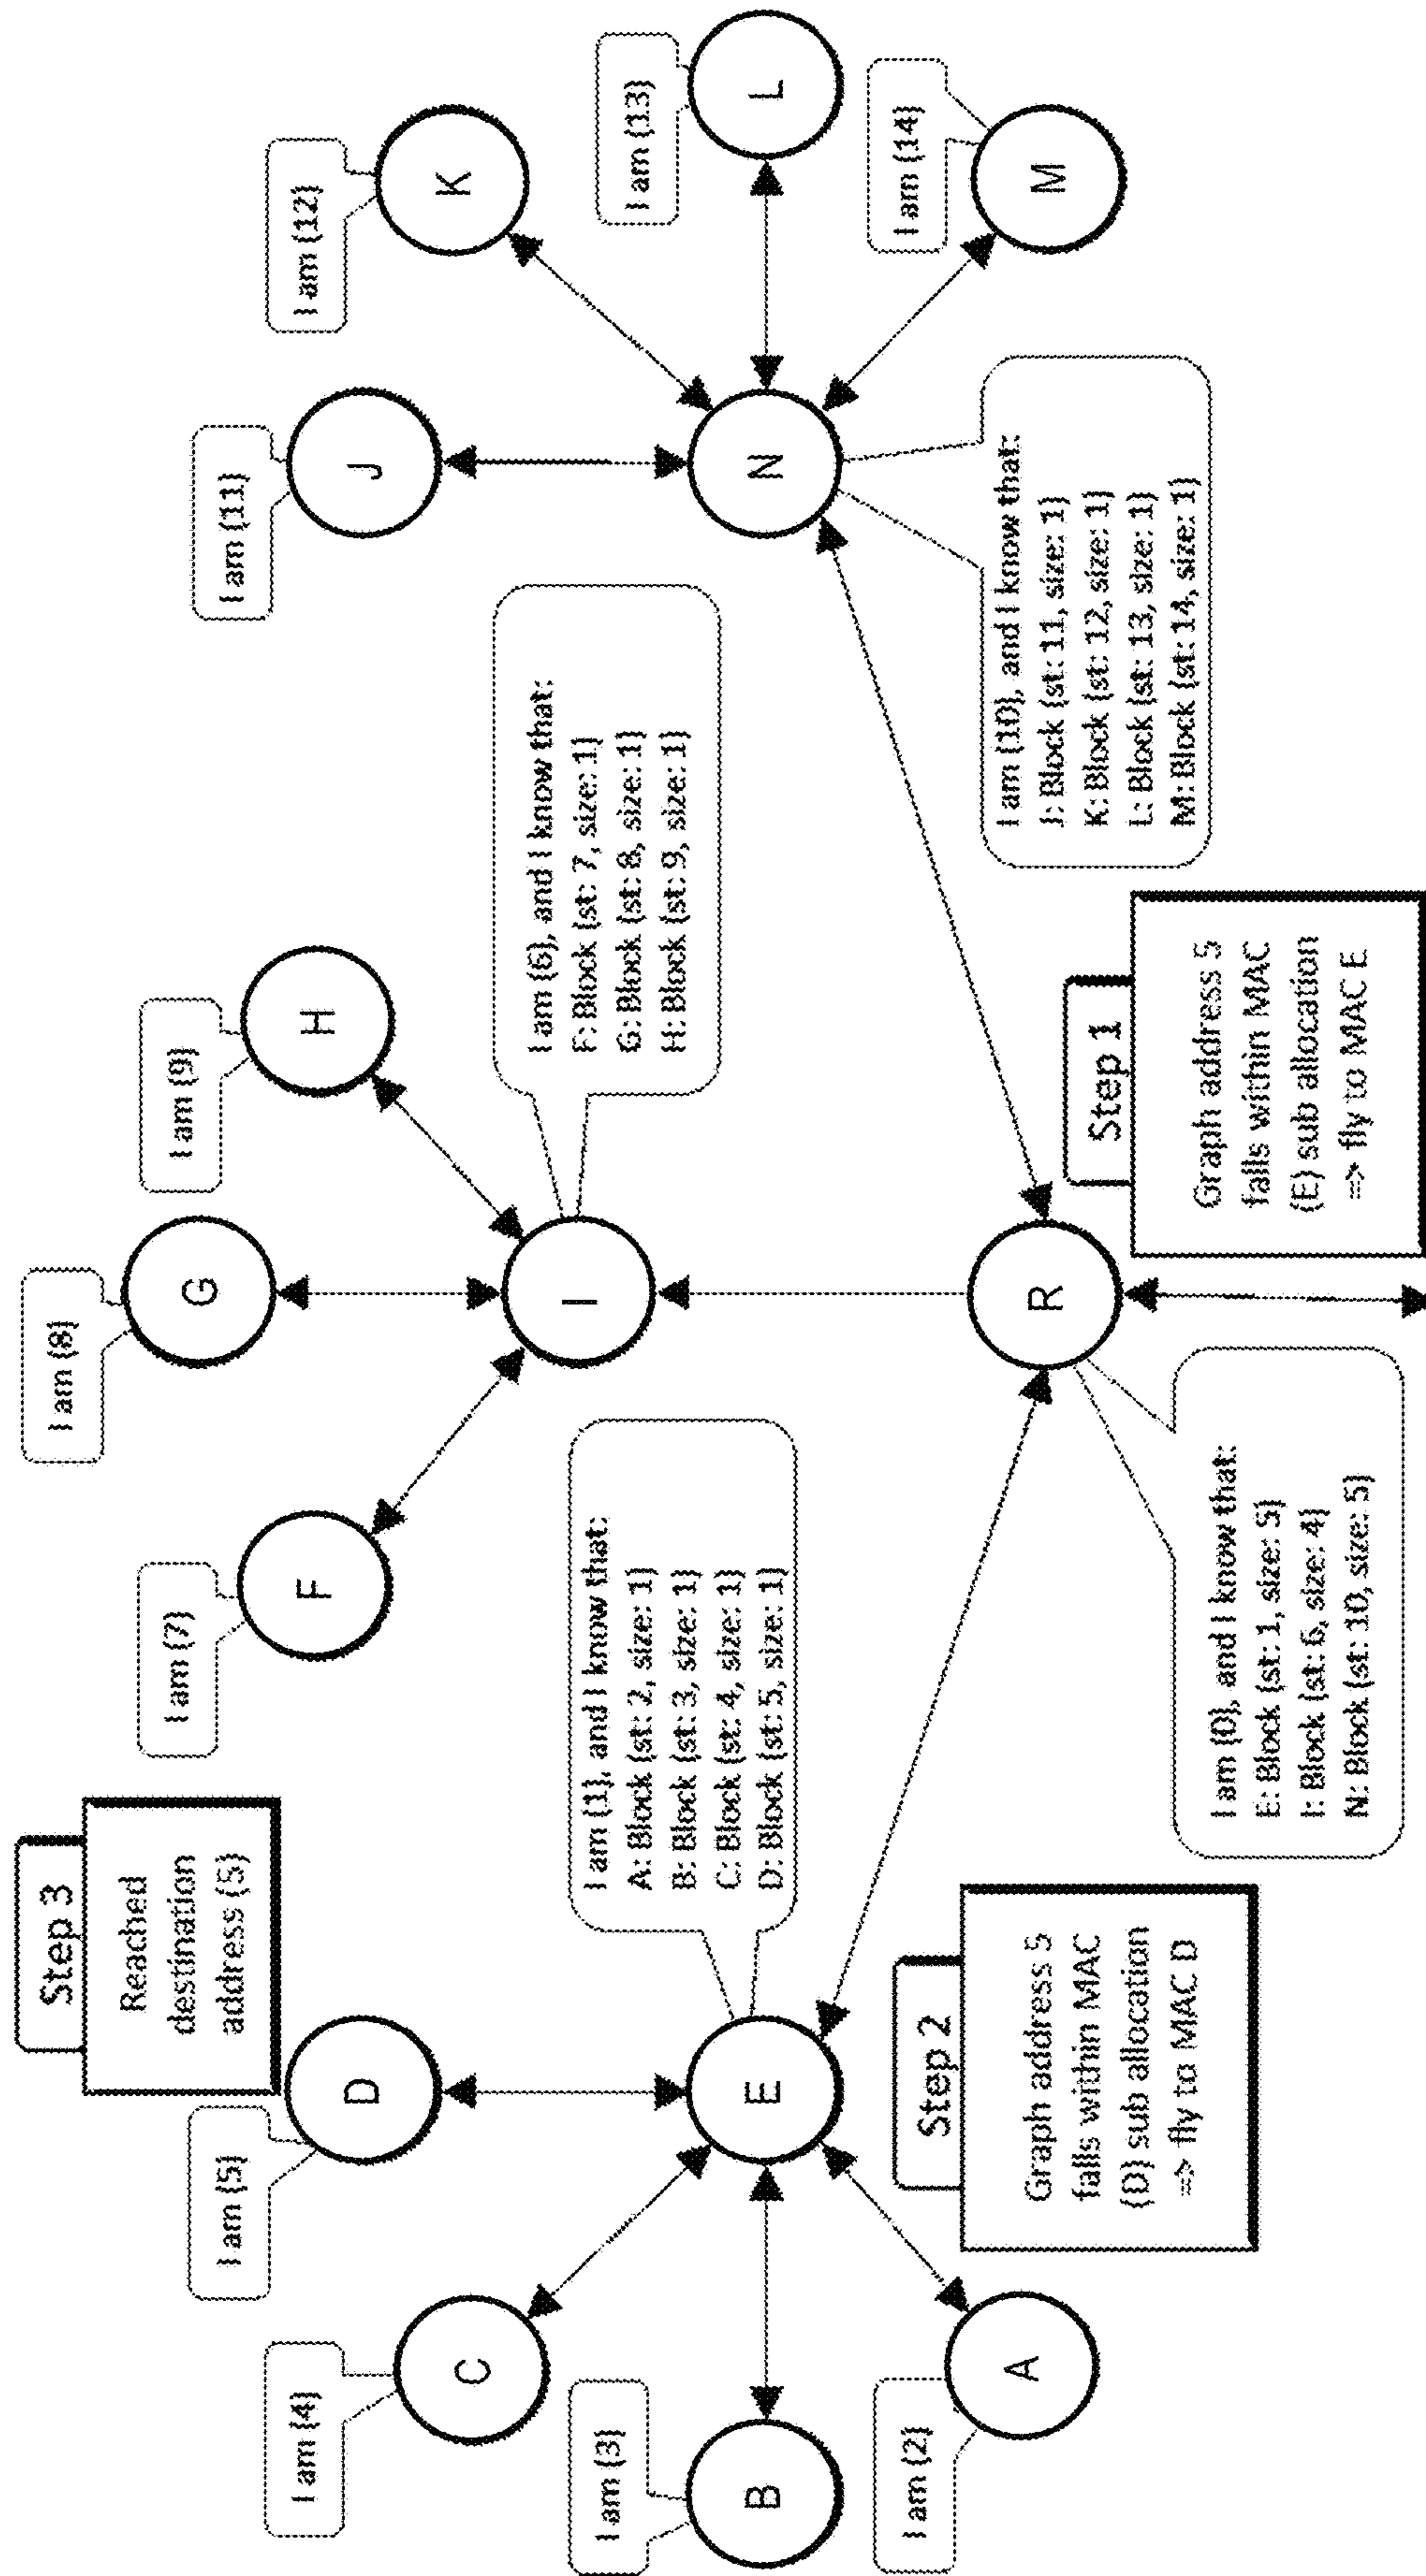 Step 3
Reached
destination
address (5)
I am (5)
D
I am (4)
C
I am (3)
B
I am (2)
A
E
I am (1), and I know that:
A: Block (st: 2, size: 1)
B: Block (st: 3, size: 1)
C: Block (st: 4, size: 1)
D: Block (st: 5, size: 1)
Step 2
Graph address 5
falls within MAC
(D) sub allocation
=> fly to MAC D
I am (7)
F
I am (8)
G
I am (9)
H
I
I am (6), and I know that:
F: Block (st: 7, size: 1)
G: Block (st: 8, size: 1)
H: Block (st: 9, size: 1)
R
I am (0), and I know that:
E: Block (st: 1, size: 5)
I: Block (st: 6, size: 4)
N: Block (st: 10, size: 5)
Step 1
Graph address 5
falls within MAC
(E) sub allocation
=> fly to MAC E
I am (11)
J
I am (12)
K
I am (13)
L
I am (14)
M
N
I am (10), and I know that:
J: Block (st: 11, size: 1)
K: Block (st: 12, size: 1)
L: Block (st: 13, size: 1)
M: Block (st: 14, size: 1)